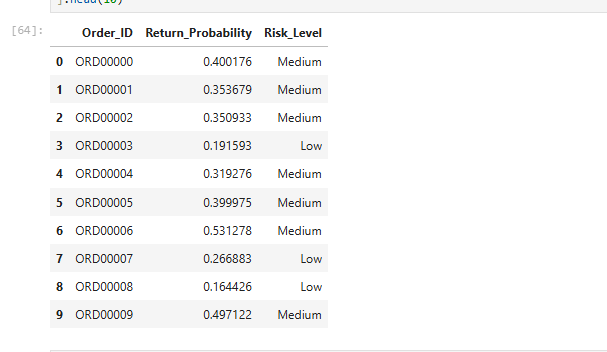 ].head(10)
[64]:
Order_ID Return_Probability Risk_Level
0 ORD00000 0.400176 Medium
1 ORD00001 0.353679 Medium
2 ORD00002 0.350933 Medium
3 ORD00003 0.191593 Low
4 ORD00004 0.319276 Medium
5 ORD00005 0.399975 Medium
6 ORD00006 0.531278 Medium
7 ORD00007 0.266883 Low
8 ORD00008 0.164426 Low
9 ORD00009 0.497122 Medium